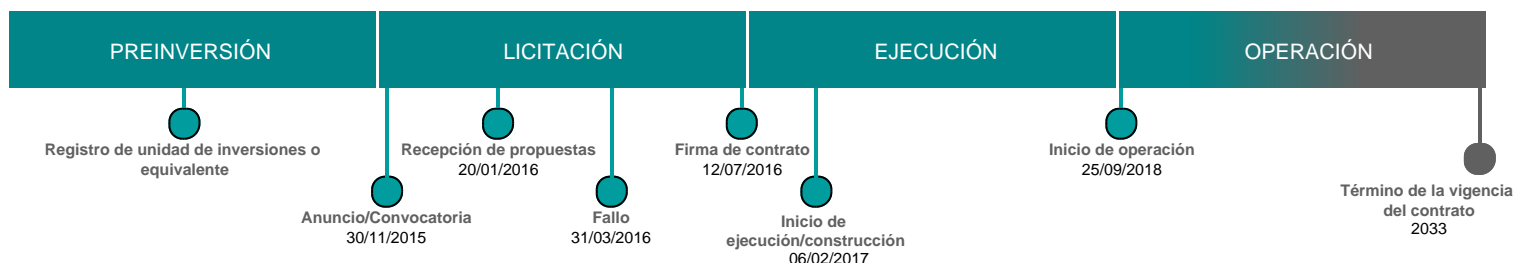 PREINVERSIÓN
LICITACIÓN
EJECUCIÓN
OPERACIÓN
Registro de unidad de inversiones o
equivalente
Anuncio/Convocatoria
30/11/2015
Recepción de propuestas
20/01/2016
Fallo
31/03/2016
Firma de contrato
12/07/2016
Inicio de
ejecución/construcción
06/02/2017
Inicio de operación
25/09/2018
Término de la vigencia
del contrato
2033